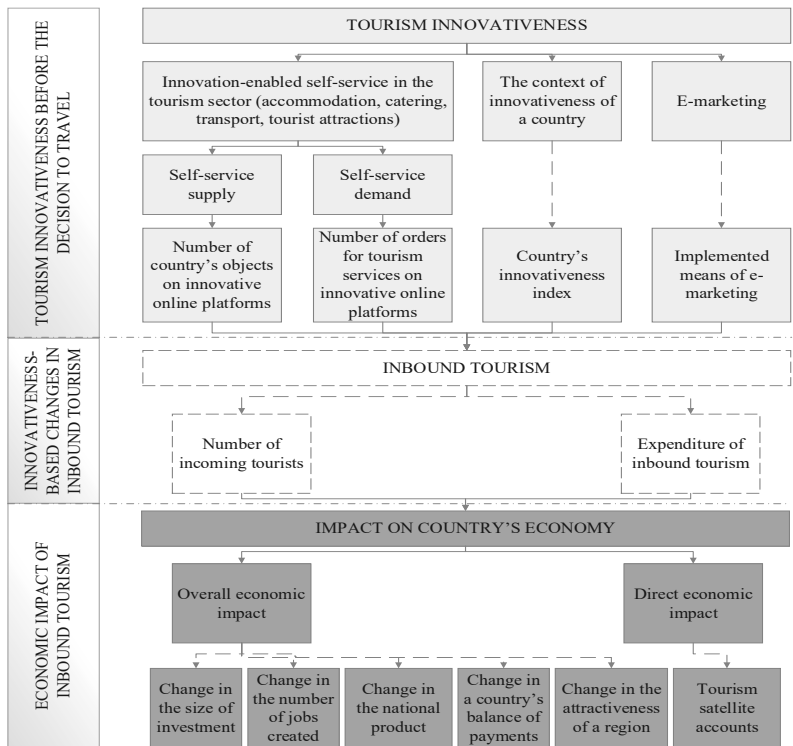 TOURISM INNOVATIVENESS BEFORE THE
DECISION TO TRAVEL
TOURISM INNOVATIVENESS
Innovation-enabled self-service in the
tourism sector (accommodation, catering,
transport, tourist attractions)
The context of
innovativeness of
a country
E-marketing
Self-service
supply
Self-service
demand
Number of
country's objects
on innovative
online platforms
Number of orders
for tourism
services on
innovative online
platforms
Country's
innovativeness
index
Implemented
means of e-
marketing
INNOVATIVENESS-
BASED CHANGES IN
INBOUND TOURISM
INBOUND TOURISM
Number of
incoming tourists
Expenditure of
inbound tourism
ECONOMIC IMPACT OF
INBOUND TOURISM
IMPACT ON COUNTRY'S ECONOMY
Overall economic
impact
Direct economic
impact
Change in
the size of
investment
Change in
the number
of jobs
created
Change in
the national
product
Change in
a country's
balance of
payments
Change in the
attractiveness
of a region
Tourism
satellite
accounts